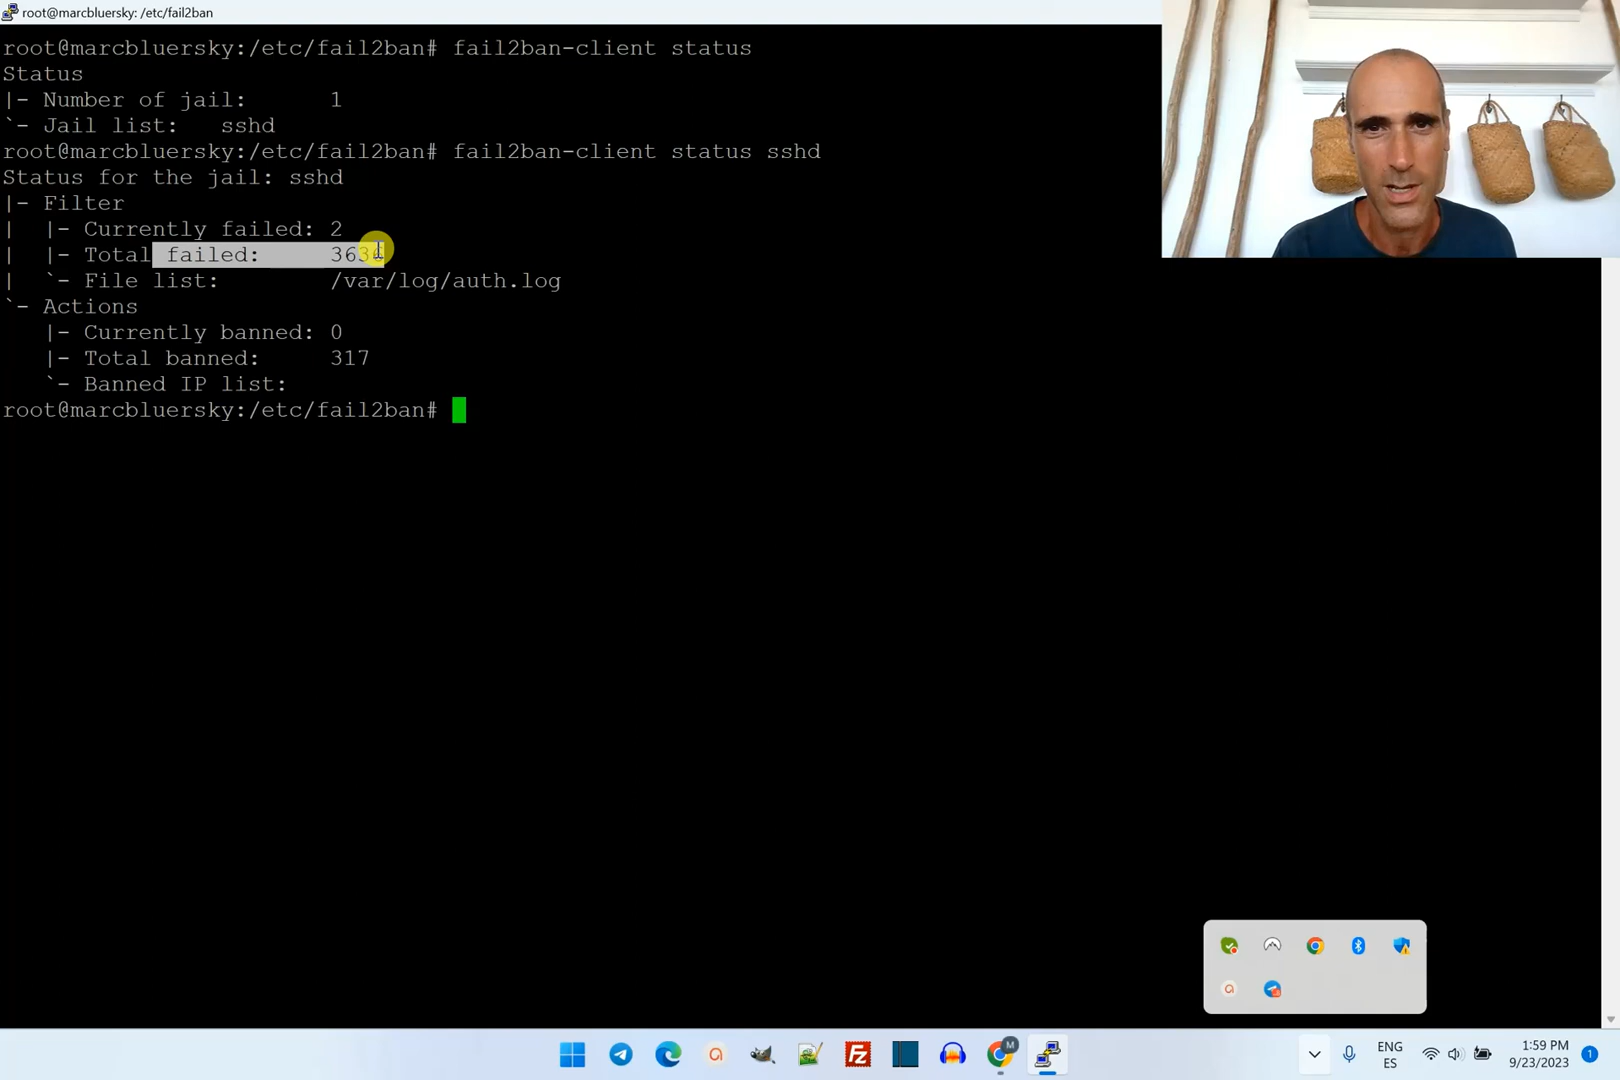 root@marcbluersky: /etc/fail2ban
root@marcbluersky:/etc/fail2ban# fail2ban-client status
Status
|- Number of jail:      1
`- Jail list:   sshd
root@marcbluersky:/etc/fail2ban# fail2ban-client status sshd
Status for the jail: sshd
|- Filter
|  |- Currently failed: 2
|  |- Total failed:     3636
|  `- File list:        /var/log/auth.log
`- Actions
   |- Currently banned: 0
   |- Total banned:     317
   `- Banned IP list:
root@marcbluersky:/etc/fail2ban#
M
ENG
ES
1:59 PM
9/23/2023
1